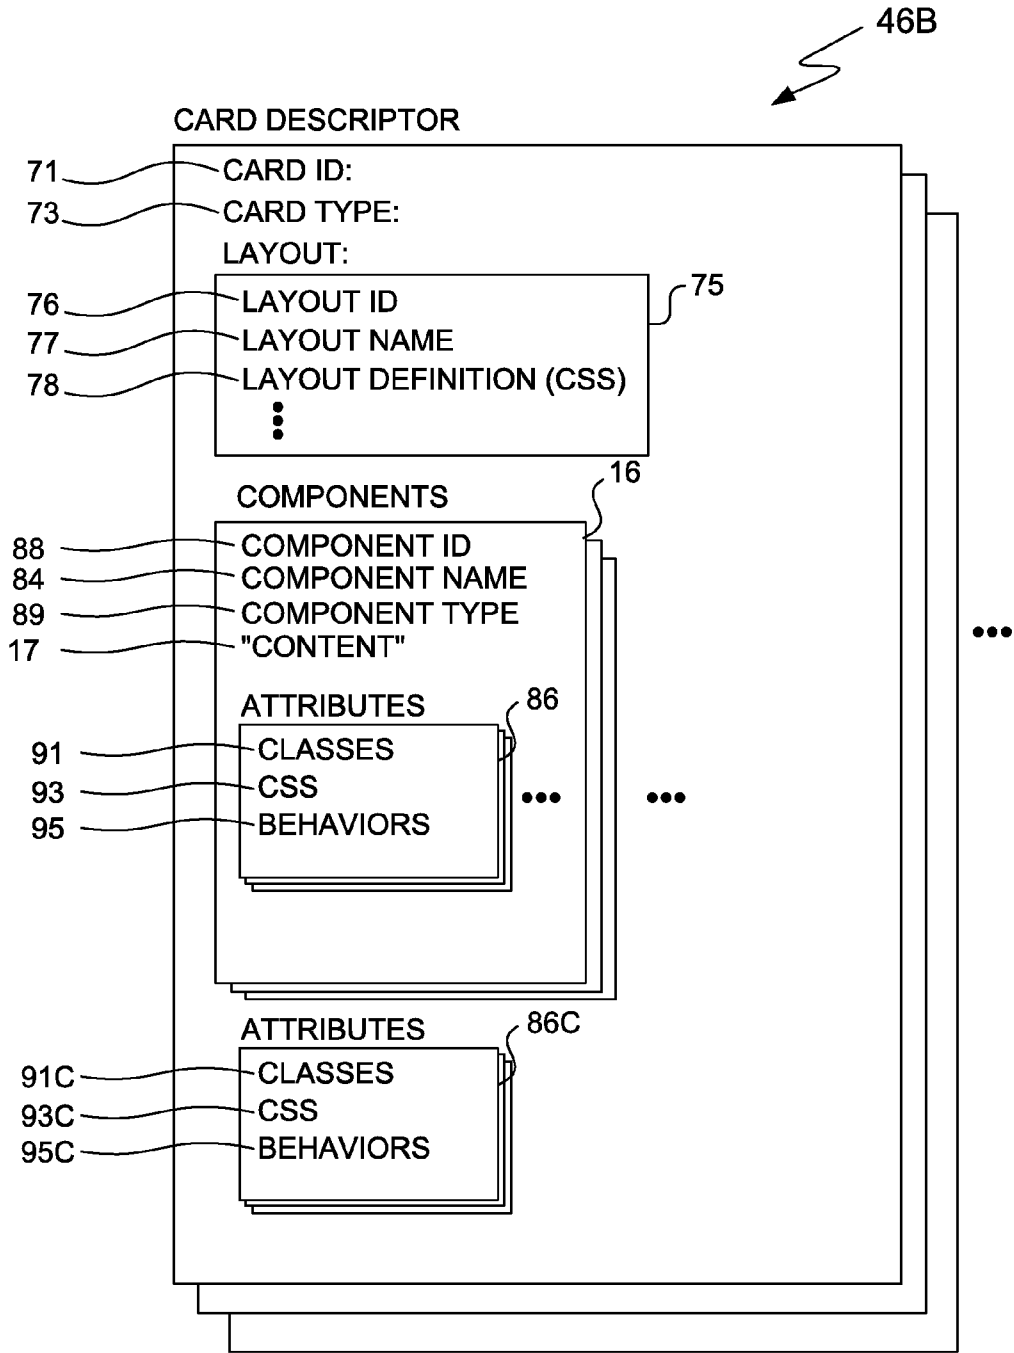 46B
CARD DESCRIPTOR
71 CARD ID:
73 CARD TYPE:
LAYOUT:
75
76 LAYOUT ID
77 LAYOUT NAME
78 LAYOUT DEFINITION (CSS)
16
COMPONENTS
88 COMPONENT ID
84 COMPONENT NAME
89 COMPONENT TYPE
17 "CONTENT"
ATTRIBUTES 86
91 CLASSES
93 CSS
95 BEHAVIORS
ATTRIBUTES 86C
91C CLASSES
93C CSS
95C BEHAVIORS